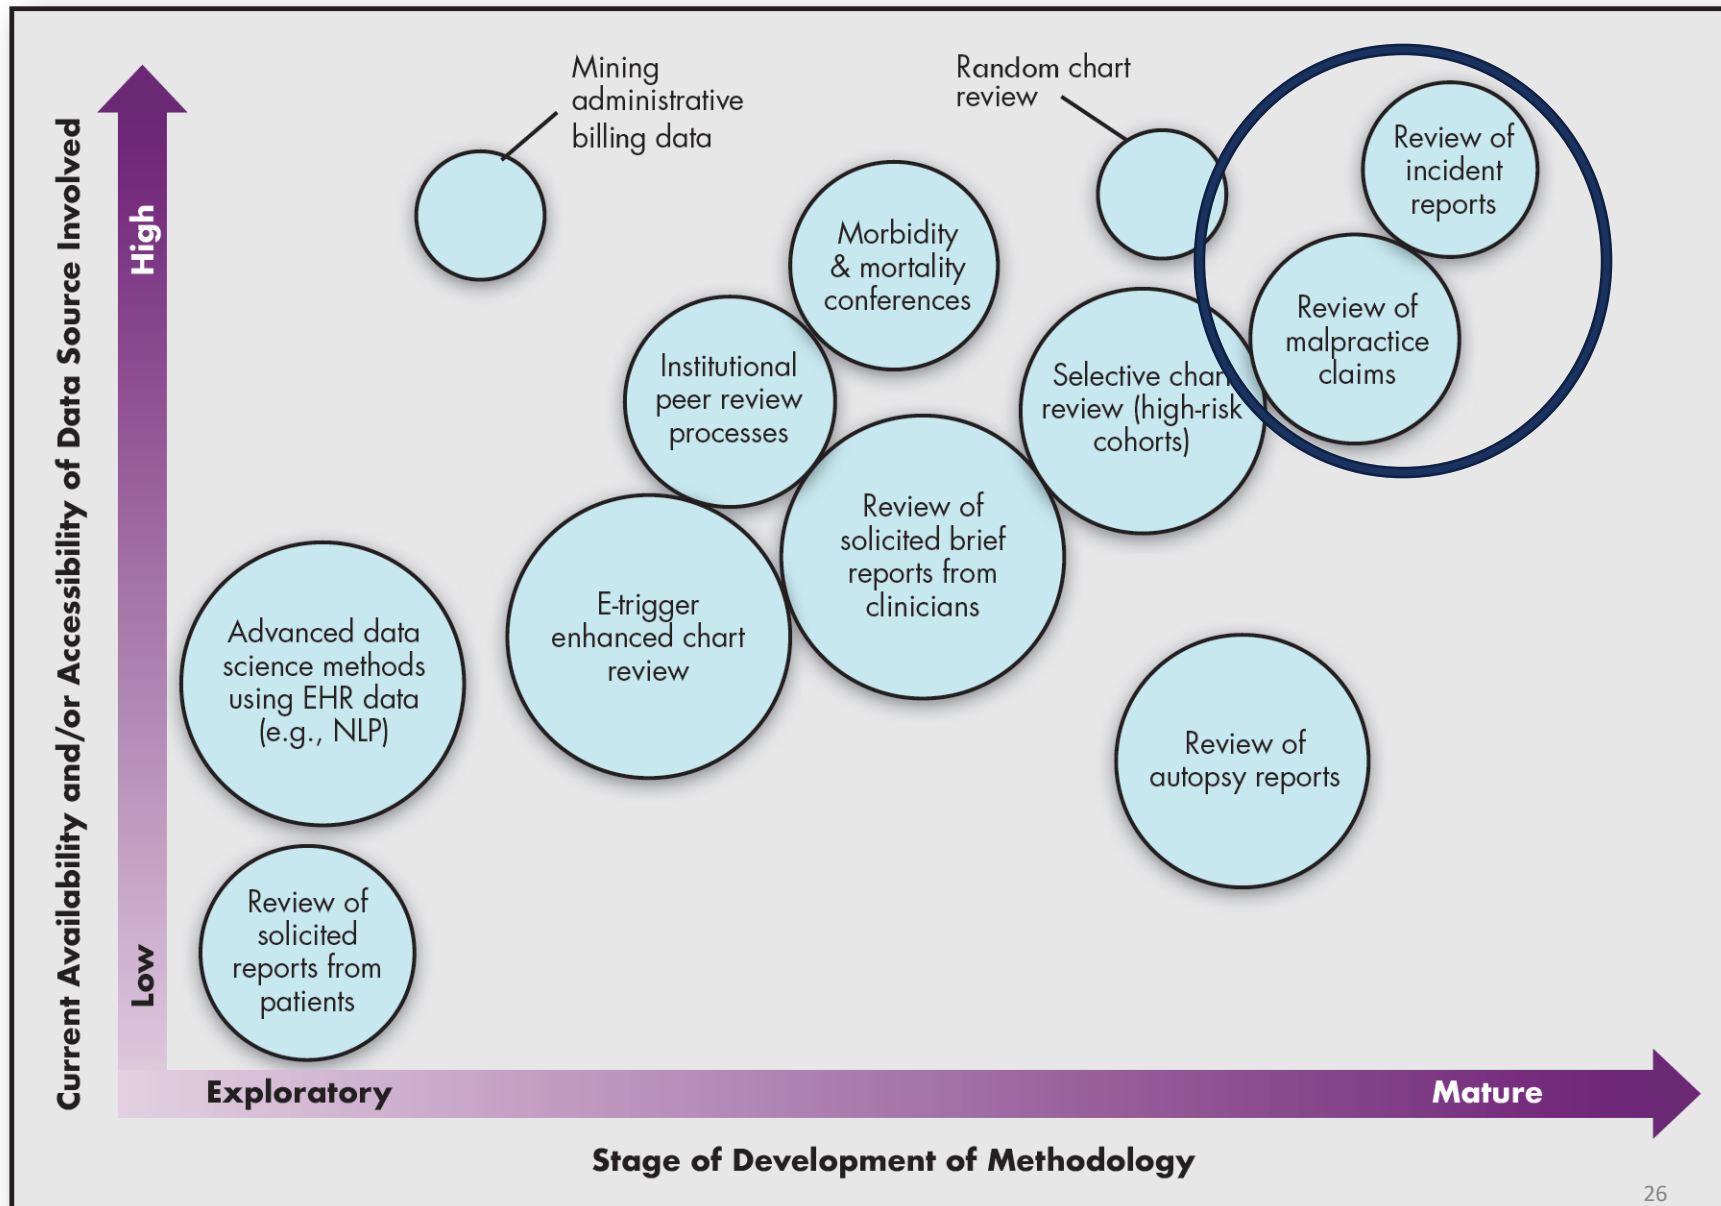 Mining
administrative
billing data
Random chart
review
Review of
incident
reports
Morbidity
& mortality
conferences
Review of
malpractice
claims
Institutional
peer review
processes
Selective chart
review (high-risk
cohorts)
Review of
solicited brief
reports from
clinicians
E-trigger
enhanced chart
review
Advanced data
science methods
using EHR data
(e.g., NLP)
Review of
autopsy reports
Review of
solicited
reports from
patients
Current Availability and/or Accessibility of Data Source Involved
High
Low
Exploratory
Mature
Stage of Development of Methodology
26